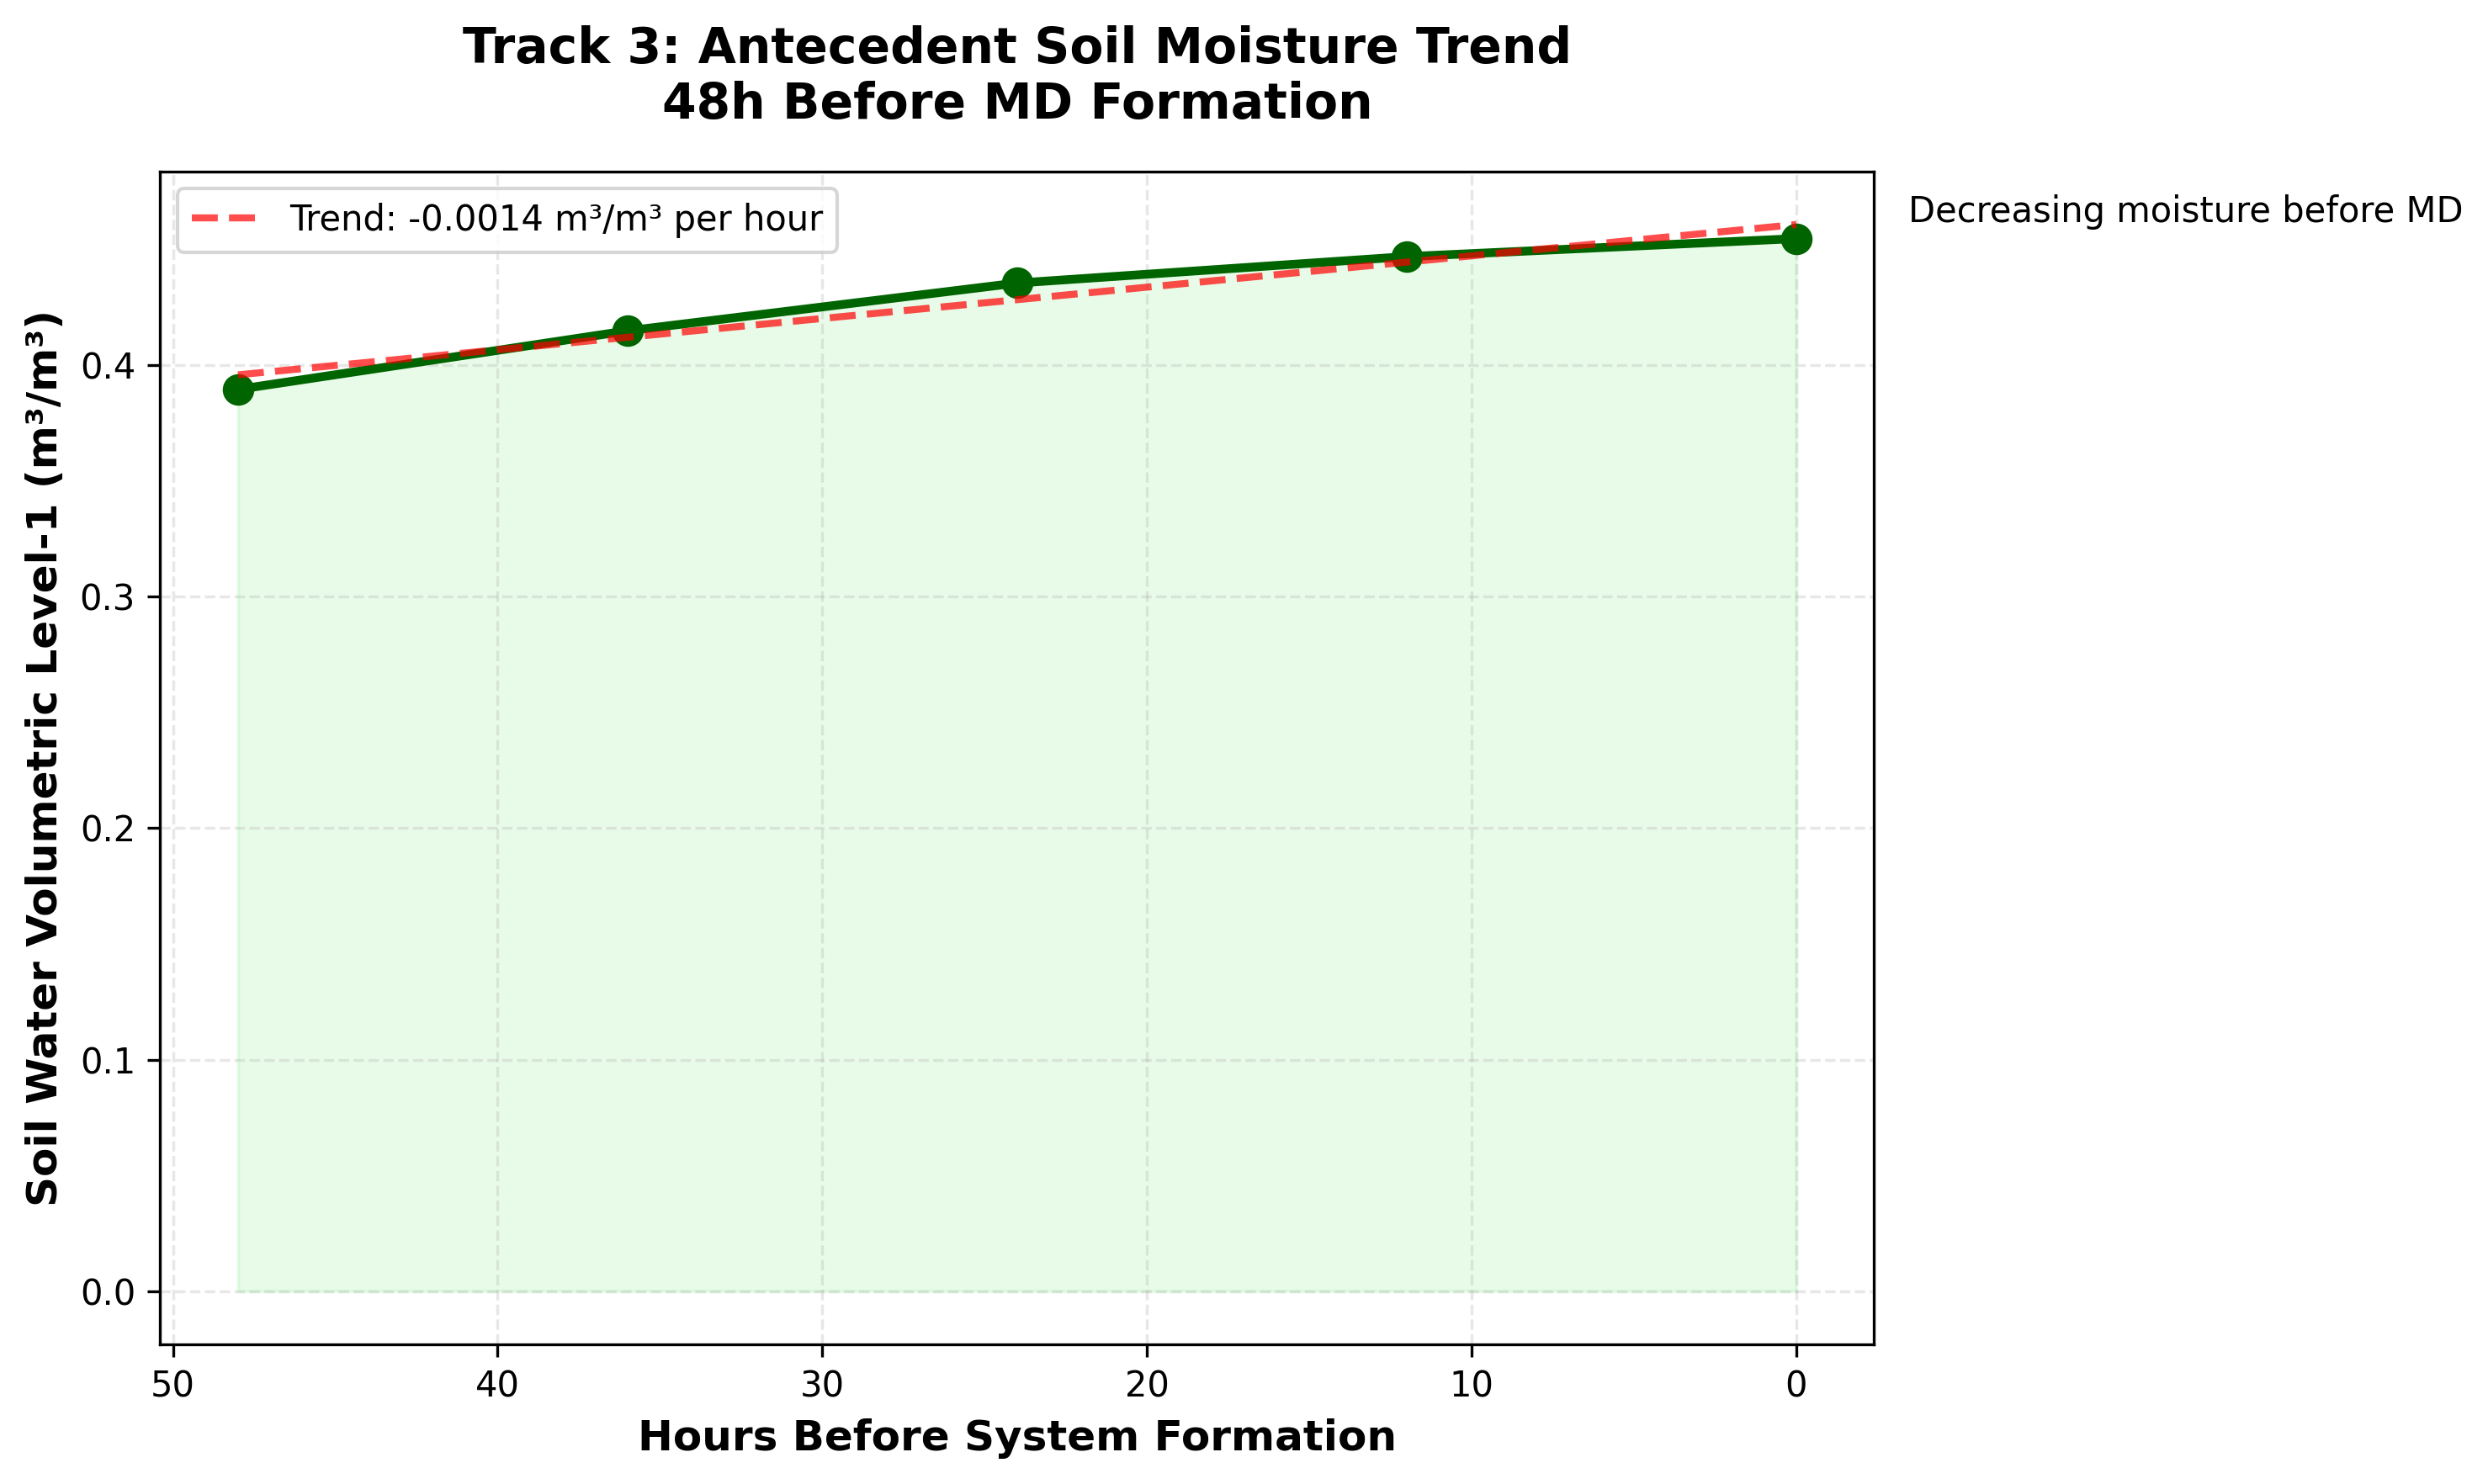 Track 3: Antecedent Soil Moisture Trend
48h Before MD Formation
Trend: -0.0014 m³/m³ per hour
Decreasing moisture before MD
Soil Water Volumetric Level-1 (m³/m³)
0.4
0.3
0.2
0.1
0.0
50 40 30 20 10 0
Hours Before System Formation